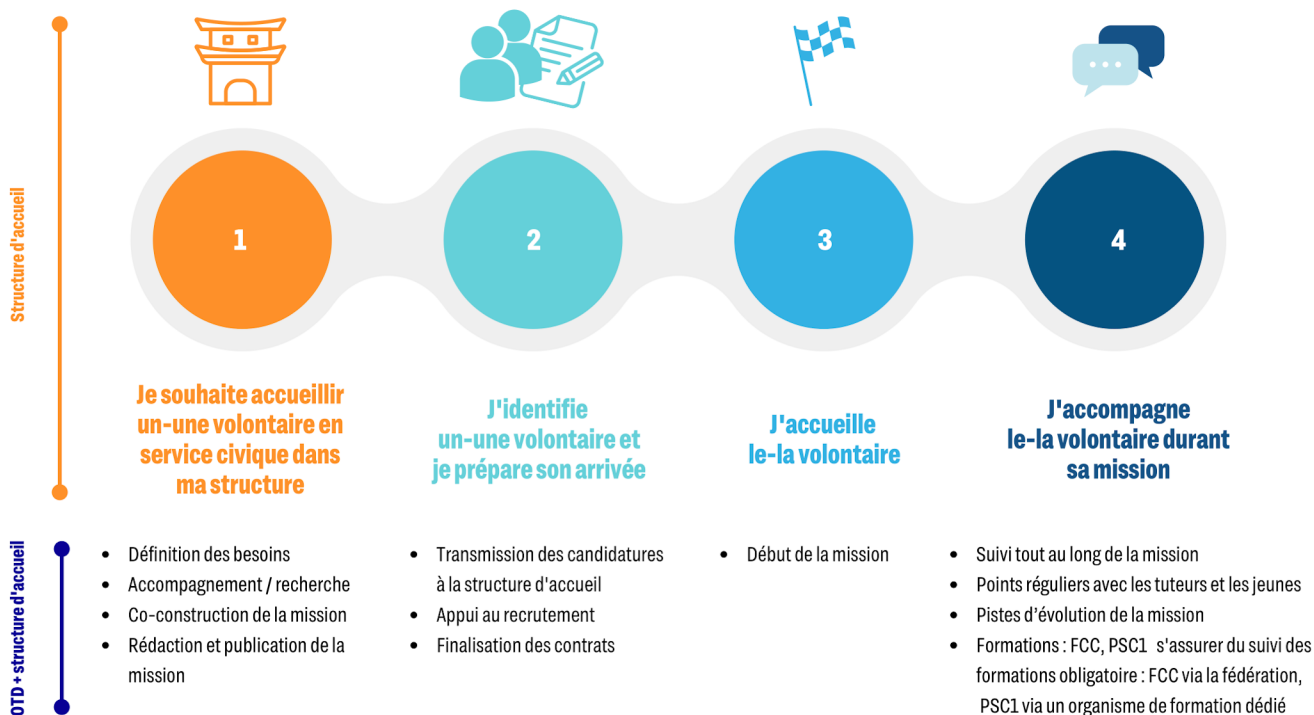 Structure d'accueil
1
2
3
4
Je souhaite accueillir
un-une volontaire en
service civique dans
ma structure
J'identifie
un-une volontaire et
je prépare son arrivée
J'accueille
le-la volontaire
J'accompagne
le-la volontaire durant
sa mission
OTD + structure d'accueil
• Définition des besoins
• Accompagnement / recherche
• Co-construction de la mission
• Rédaction et publication de la
mission
• Transmission des candidatures
à la structure d'accueil
• Appui au recrutement
• Finalisation des contrats
• Début de la mission
• Suivi tout au long de la mission
• Points réguliers avec les tuteurs et les jeunes
• Pistes d’évolution de la mission
• Formations : FCC, PSC1 s'assurer du suivi des
formations obligatoire : FCC via la fédération,
PSC1 via un organisme de formation dédié